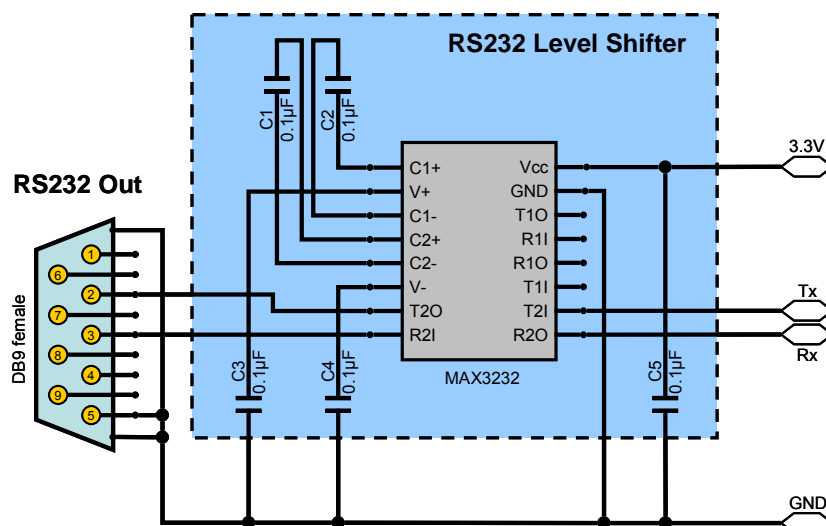 RS232 Level Shifter
C1
0.1µF
C2
0.1µF
3.3V
RS232 Out
DB9 female
1
6
2
7
3
8
4
9
5
C1+
V+
C1-
C2+
C2-
V-
T2O
R2I
Vcc
GND
T1O
R1I
R1O
T1I
T2I
R2O
MAX3232
Tx
Rx
C3
0.1µF
C4
0.1µF
C5
0.1µF
GND